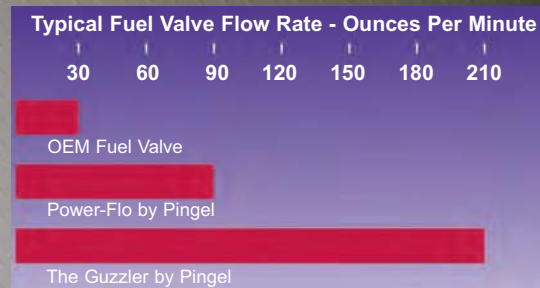 Typical Fuel Valve Flow Rate - Ounces Per Minute
30 60 90 120 150 180 210
OEM Fuel Valve
Power-Flo by Pingel
The Guzzler by Pingel